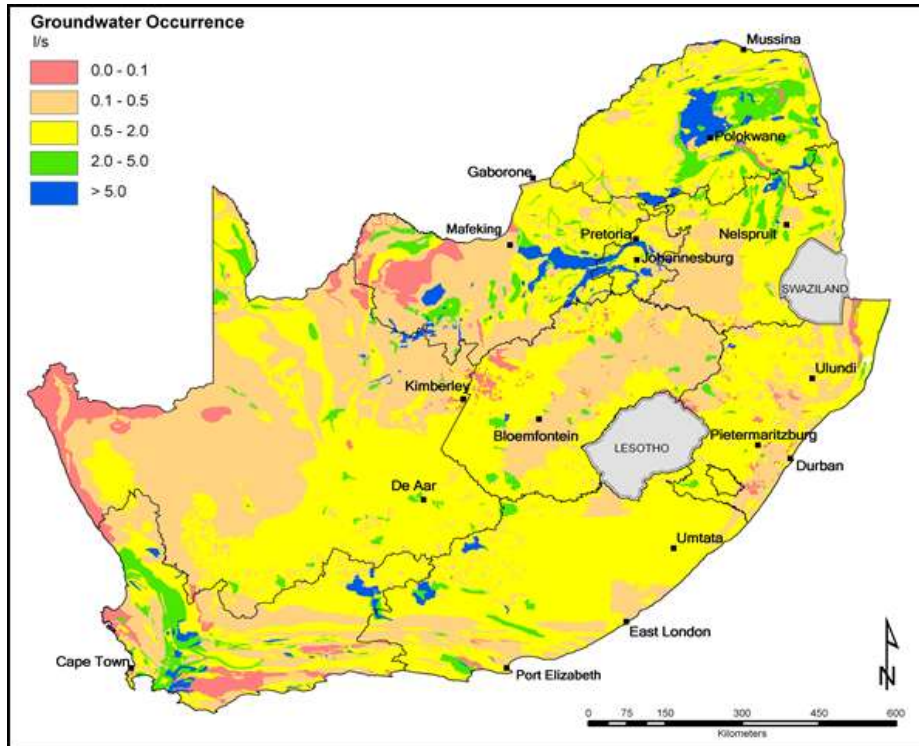 Groundwater Occurrence
l/s
0.0 - 0.1
0.1 - 0.5
0.5 - 2.0
2.0 - 5.0
> 5.0
Mussina
Polokwane
Gaborone
Mafeking
Pretoria
Nelspruit
Johannesburg
SWAZILAND
Ulundi
Kimberley
Bloemfontein
LESOTHO
Pietermaritzburg
Durban
De Aar
Umtata
East London
Cape Town
Port Elizabeth
N
0 75 150 300 450 600
Kilometers